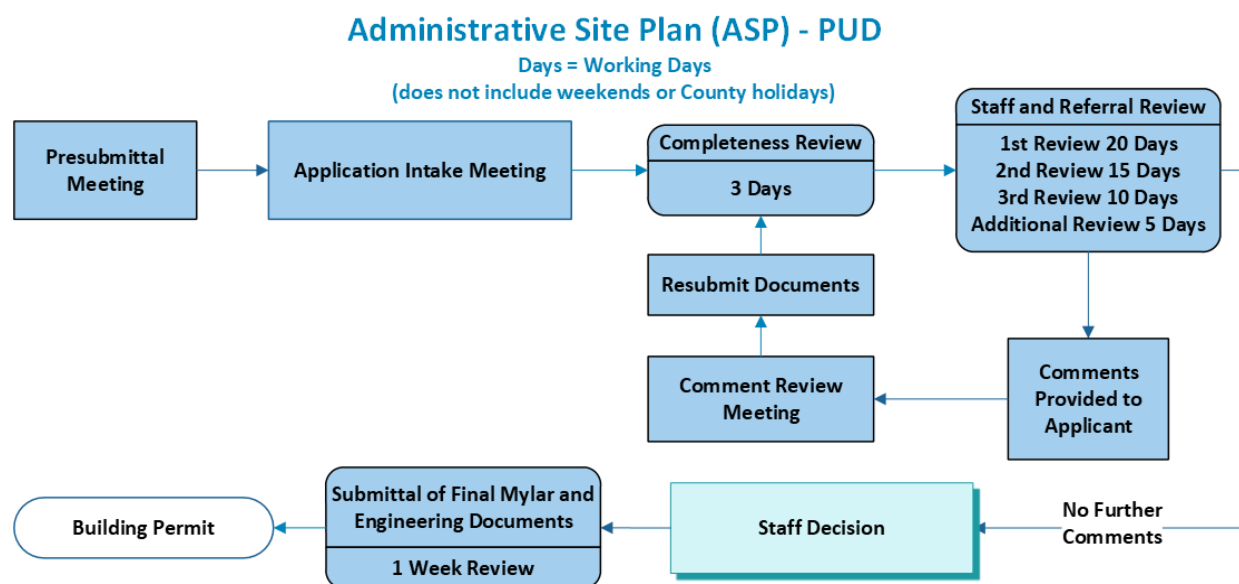 Administrative Site Plan (ASP) - PUD
Days = Working Days
(does not include weekends or County holidays)
Presubmittal
Meeting
Application Intake Meeting
Completeness Review
3 Days
Staff and Referral Review
1st Review 20 Days
2nd Review 15 Days
3rd Review 10 Days
Additional Review 5 Days
Resubmit Documents
Comment Review
Meeting
Comments
Provided to
Applicant
Building Permit
Submittal of Final Mylar and
Engineering Documents
1 Week Review
Staff Decision
No Further
Comments